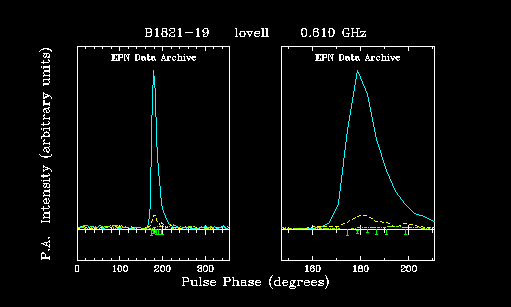 B1821-19 lovell 0.610 GHz
EPN Data Archive EPN Data Archive
P.A. Intensity (arbitrary units)
0 100 200 300 160 180 200
Pulse Phase (degrees)